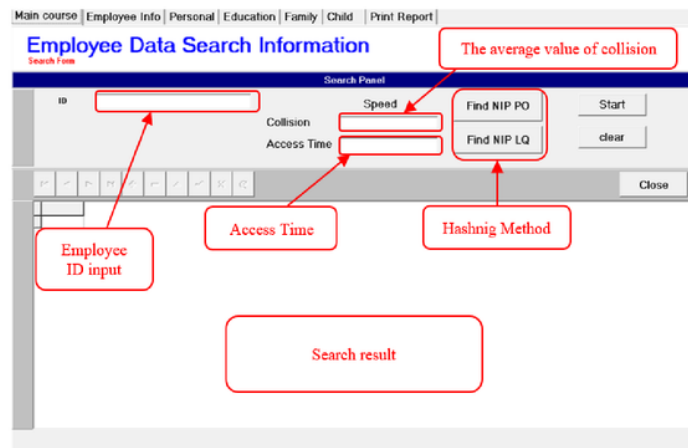 Main course Employee Info Personal Education Family Child Print Report
Employee Data Search Information
Search Form
The average value of collision
Search Panel
ID
Speed
Find NIP PO
Start
Collision
Access Time
Find NIP LQ
clear
Close
Employee
ID input
Access Time
Hashnig Method
Search result